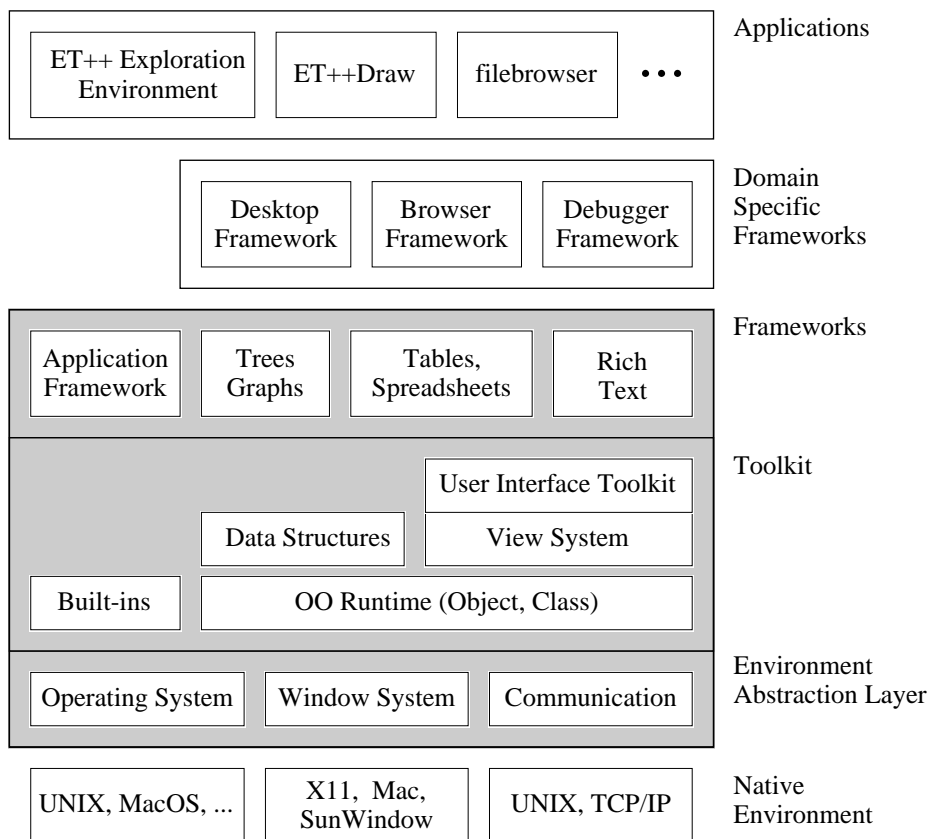 Applications
ET++ Exploration
Environment
ET++Draw
filebrowser
•••
Domain
Specific
Frameworks
Desktop
Framework
Browser
Framework
Debugger
Framework
Frameworks
Application
Framework
Trees
Graphs
Tables,
Spreadsheets
Rich
Text
Toolkit
User Interface Toolkit
Data Structures
View System
Built-ins
OO Runtime (Object, Class)
Environment
Abstraction Layer
Operating System
Window System
Communication
Native
Environment
UNIX, MacOS, ...
X11, Mac,
SunWindow
UNIX, TCP/IP